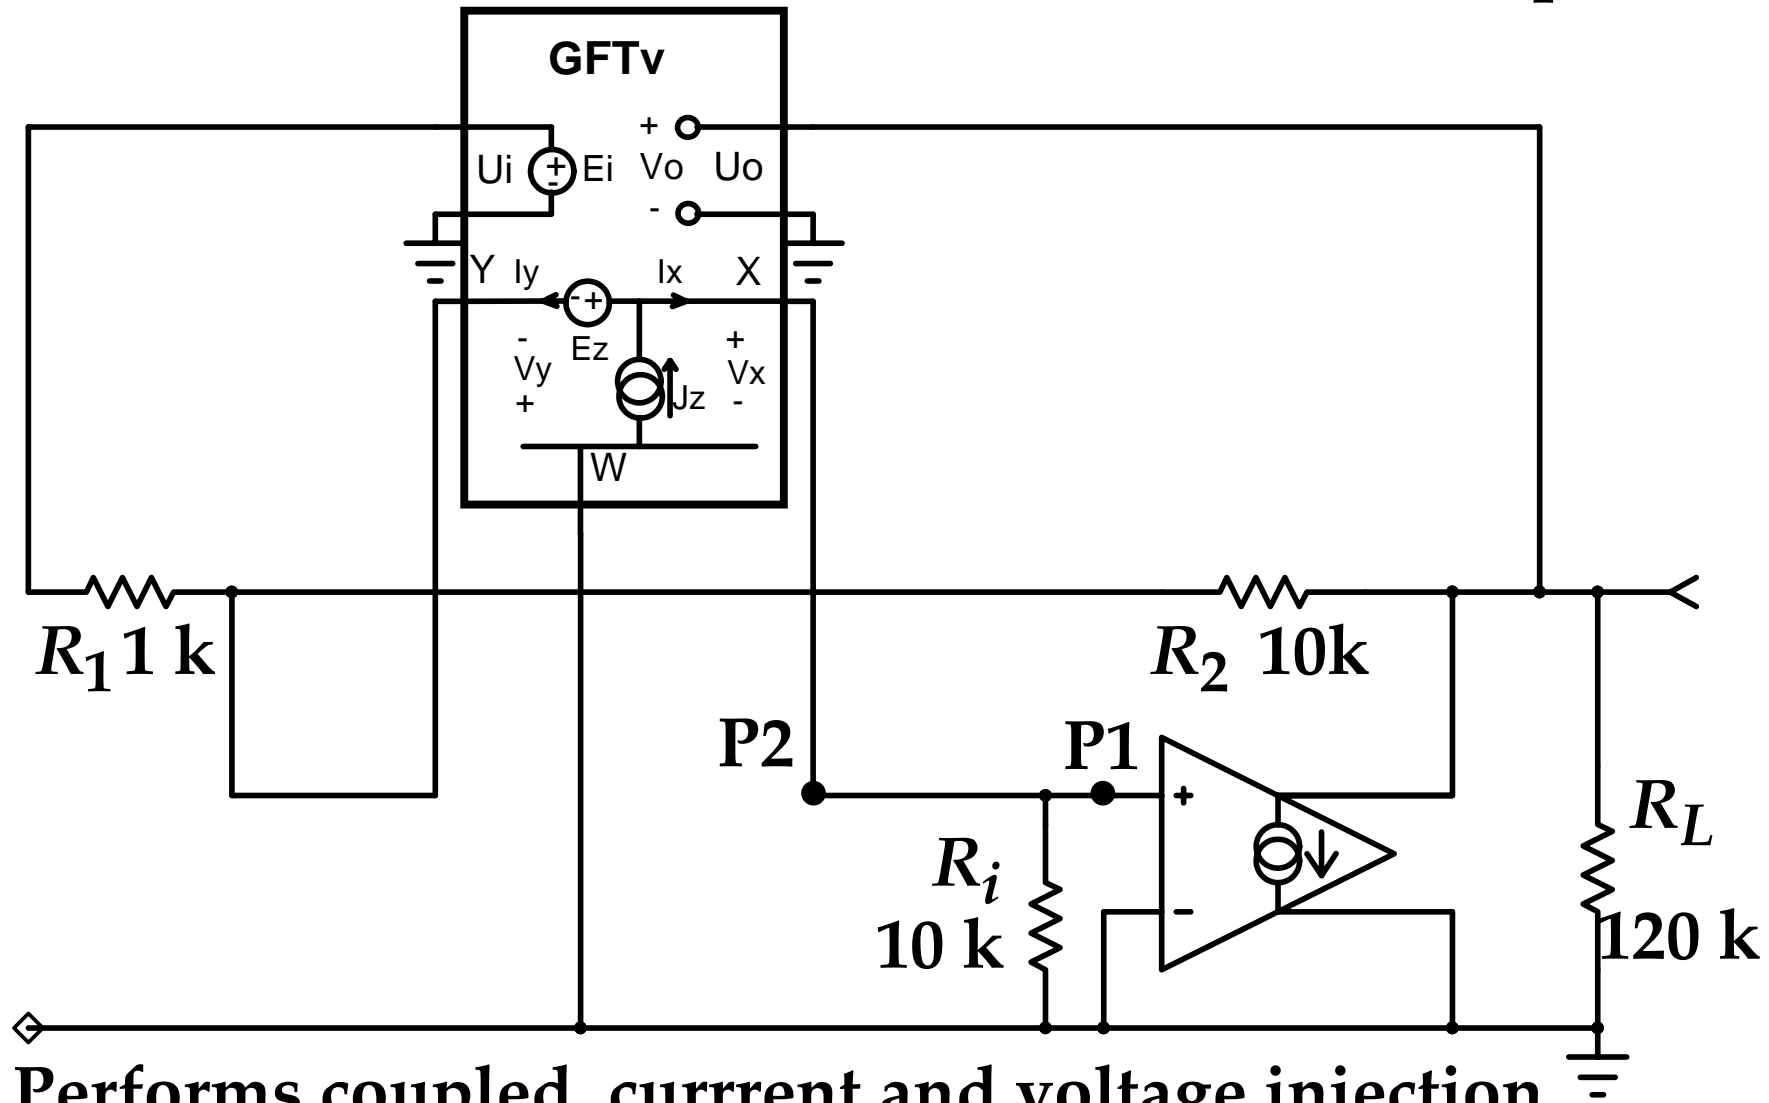 GFTv
Ui + - Ei + Vo - Uo
Y Iy Ix X
- +
- Vy + Ez Jz + Vx -
W
R1 1 k R2 10k
P2 P1
+
-
Ri
10 k
RL
120 k
Performs coupled currrent and voltage injection